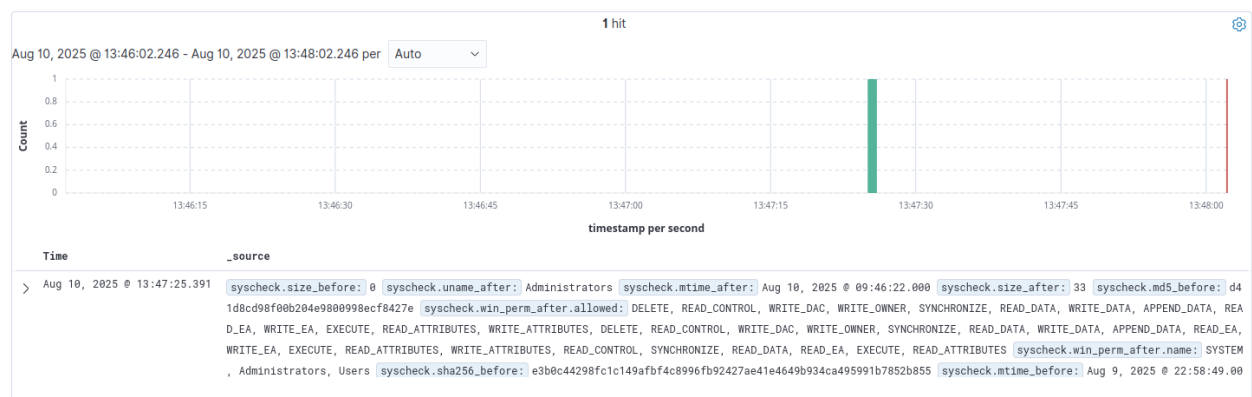 1 hit
Aug 10, 2025 @ 13:46:02.246 - Aug 10, 2025 @ 13:48:02.246 per Auto
1
0.8
0.6
0.4
0.2
0
Count
13:46:15 13:46:30 13:46:45 13:47:00 13:47:15 13:47:30 13:47:45 13:48:00
timestamp per second
Time _source
Aug 10, 2025 @ 13:47:25.391 syscheck.size_before: 0 syscheck.uname_after: Administrators syscheck.mtime_after: Aug 10, 2025 @ 09:46:22.000 syscheck.size_after: 33 syscheck.md5_before: d4
1d8cd98f00b204e9800998ecf8427e syscheck.win_perm_after.allowed: DELETE, READ_CONTROL, WRITE_DAC, WRITE_OWNER, SYNCHRONIZE, READ_DATA, WRITE_DATA, APPEND_DATA, REA
D_EA, WRITE_EA, EXECUTE, READ_ATTRIBUTES, WRITE_ATTRIBUTES, DELETE, READ_CONTROL, WRITE_DAC, WRITE_OWNER, SYNCHRONIZE, READ_DATA, WRITE_DATA, APPEND_DATA, READ_EA,
WRITE_EA, EXECUTE, READ_ATTRIBUTES, WRITE_ATTRIBUTES, READ_CONTROL, SYNCHRONIZE, READ_DATA, READ_EA, EXECUTE, READ_ATTRIBUTES syscheck.win_perm_after.name: SYSTEM
, Administrators, Users syscheck.sha256_before: e3b0c44298fc1c149afbf4c8996fb92427ae41e4649b934ca495991b7852b855 syscheck.mtime_before: Aug 9, 2025 @ 22:58:49.00